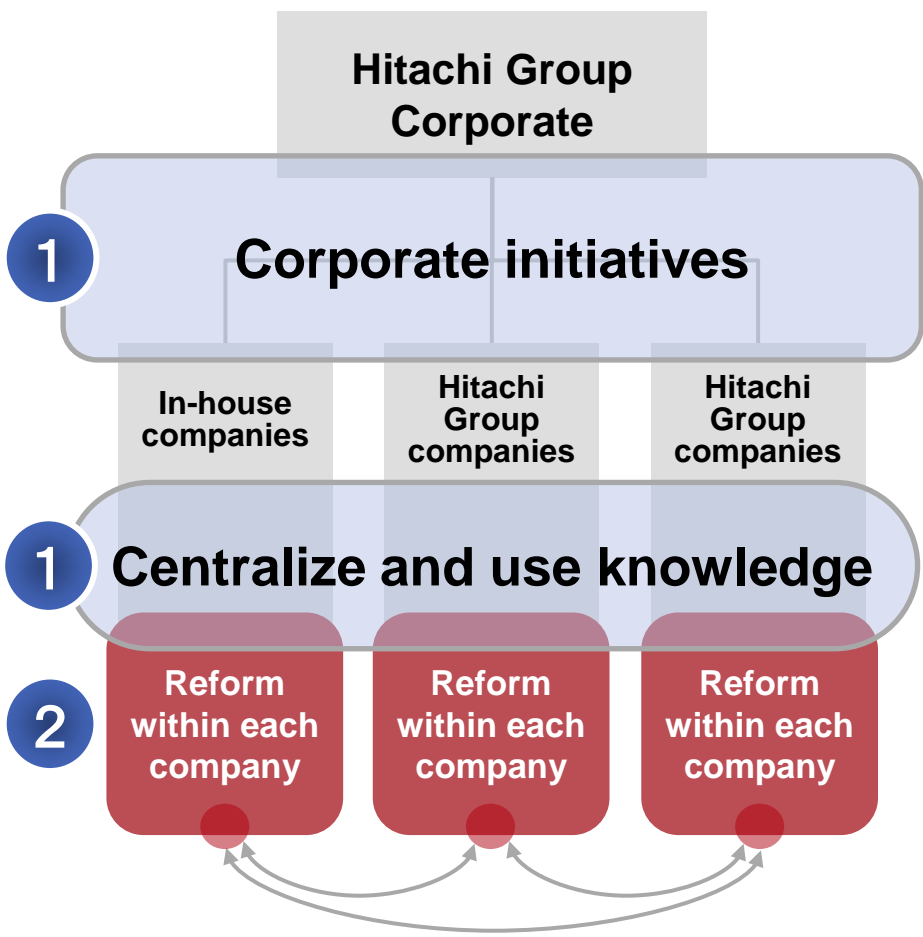 Hitachi Group
Corporate
1
Corporate initiatives
In-house
companies
Hitachi
Group
companies
Hitachi
Group
companies
1
Centralize and use knowledge
2
Reform
within each
company
Reform
within each
company
Reform
within each
company